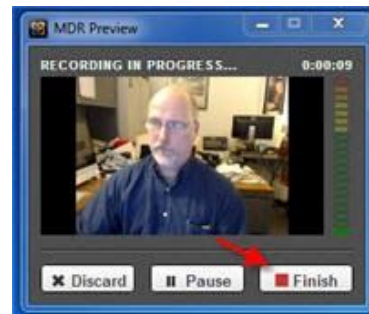 MDR Preview
RECORDING IN PROGRESS... 0:00:09
Discard Pause Finish